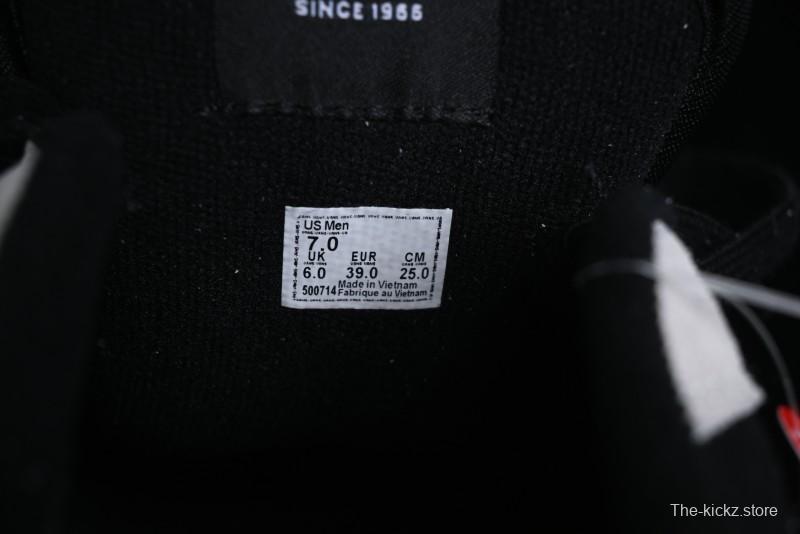 SINCE 1966
US Men
7.0
UK EUR CM
6.0 39.0 25.0
500714 Made in Vietnam
Fabrique au Vietnam
The-kickz.store